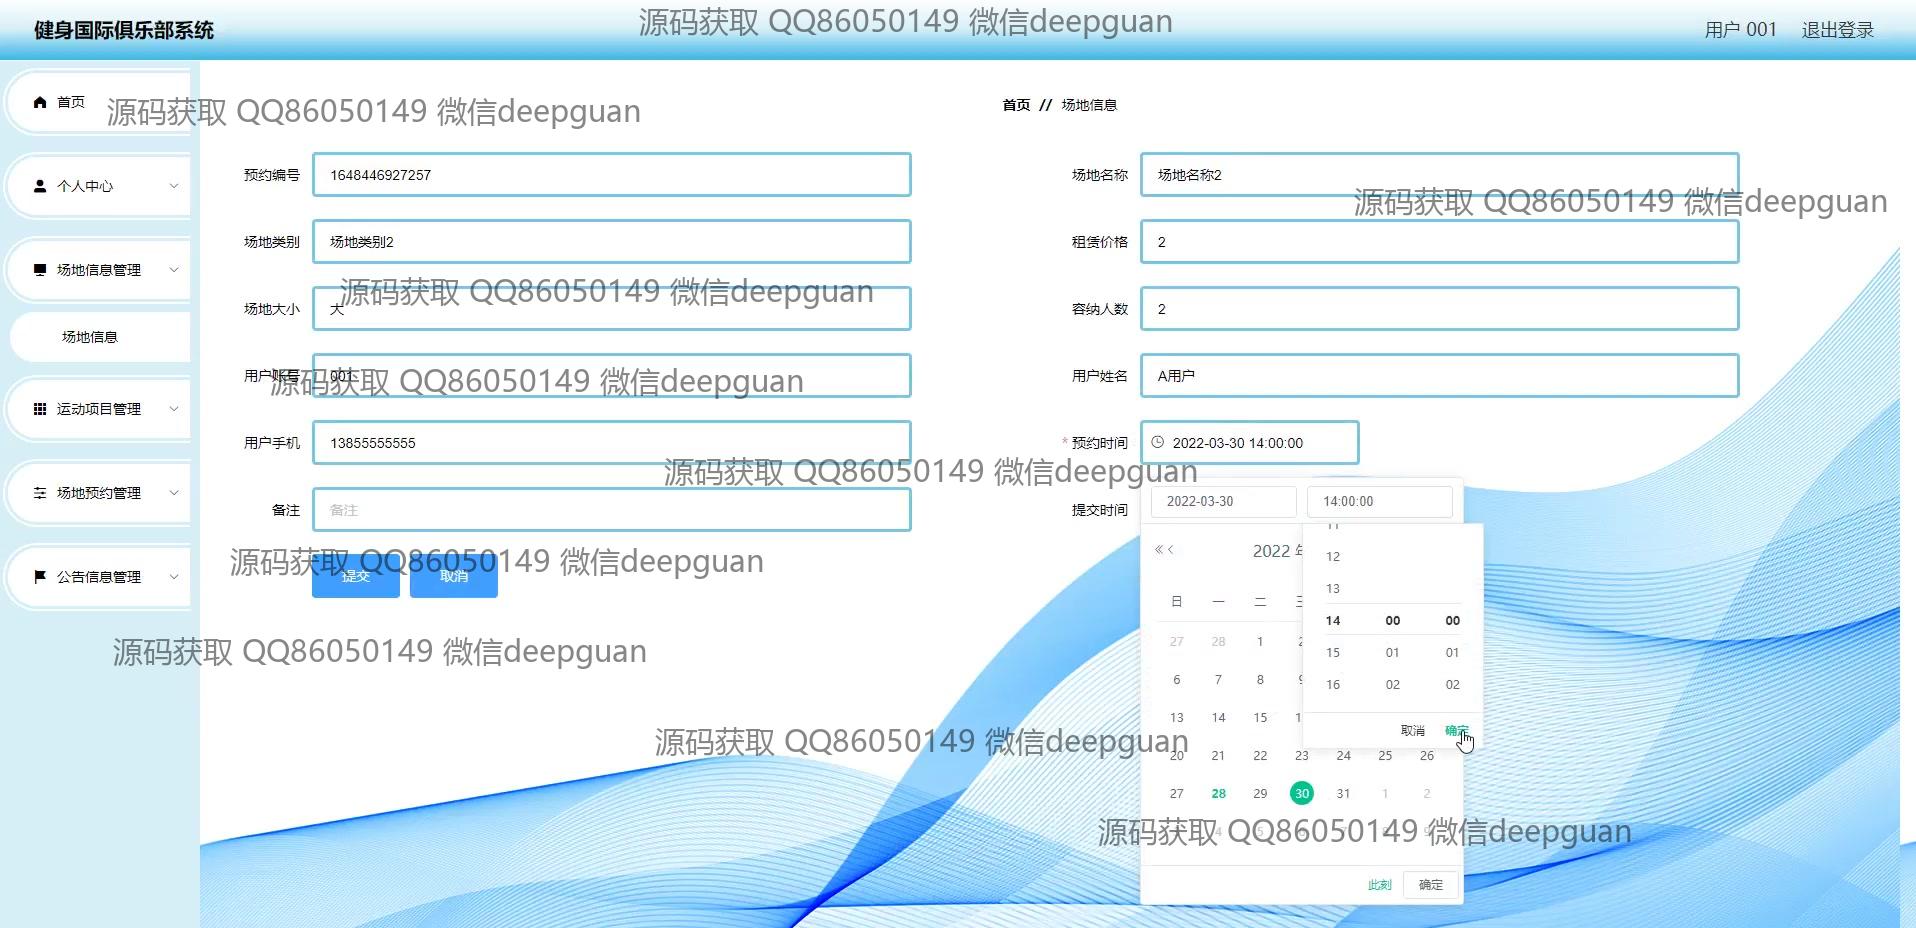 健身国际俱乐部系统
源码获取 QQ86050149 微信deepguan
用户 001
退出登录
首页
源码获取 QQ86050149 微信deepguan
首页 // 场地信息
个人中心
场地信息管理
场地信息
运动项目管理
场地预约管理
公告信息管理
预约编号 1648446927257
场地名称 场地名称2
源码获取 QQ86050149 微信deepguan
场地类别 场地类别2
租赁价格 2
源码获取 QQ86050149 微信deepguan
场地大小 大
容纳人数 2
用户账号 001
源码获取 QQ86050149 微信deepguan
用户姓名 A用户
用户手机 13855555555
* 预约时间 2022-03-30 14:00:00
源码获取 QQ86050149 微信deepguan
备注 备注
提交时间
2022-03-30 14:00:00
源码获取 QQ86050149 微信deepguan
提交 取消
2022 年
日 一 二 三
27 28 1 2
6 7 8 9
13 14 15
20 21 22 23 24 25 26
27 28 29 30 31 1 2
12
13
14 00 00
15 01 01
16 02 02
取消 确定
源码获取 QQ86050149 微信deepguan
源码获取 QQ86050149 微信deepguan
源码获取 QQ86050149 微信deepguan
此刻 确定